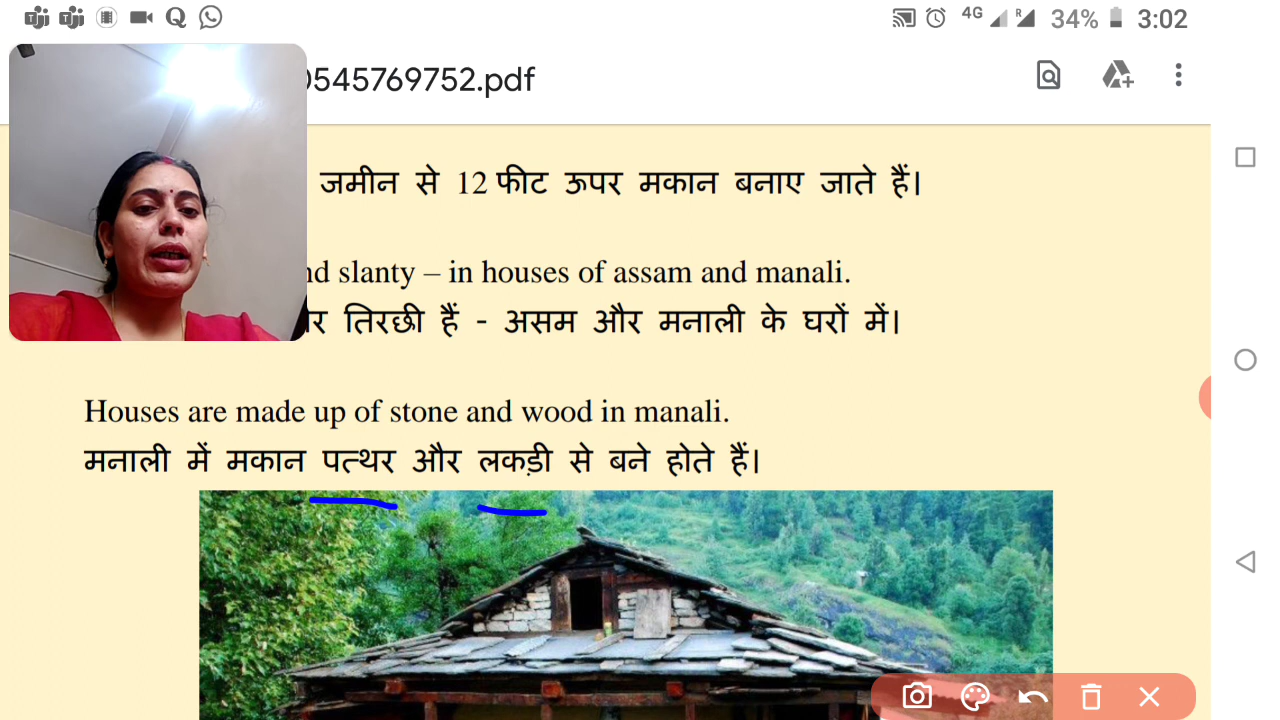 4G R 34% 3:02
0545769752.pdf
जमीन से 12 फीट ऊपर मकान बनाए जाते हैं।
slanty – in houses of assam and manali.
तिरछी हैं - असम और मनाली के घरों में।
Houses are made up of stone and wood in manali.
मनाली में मकान पत्थर और लकड़ी से बने होते हैं।